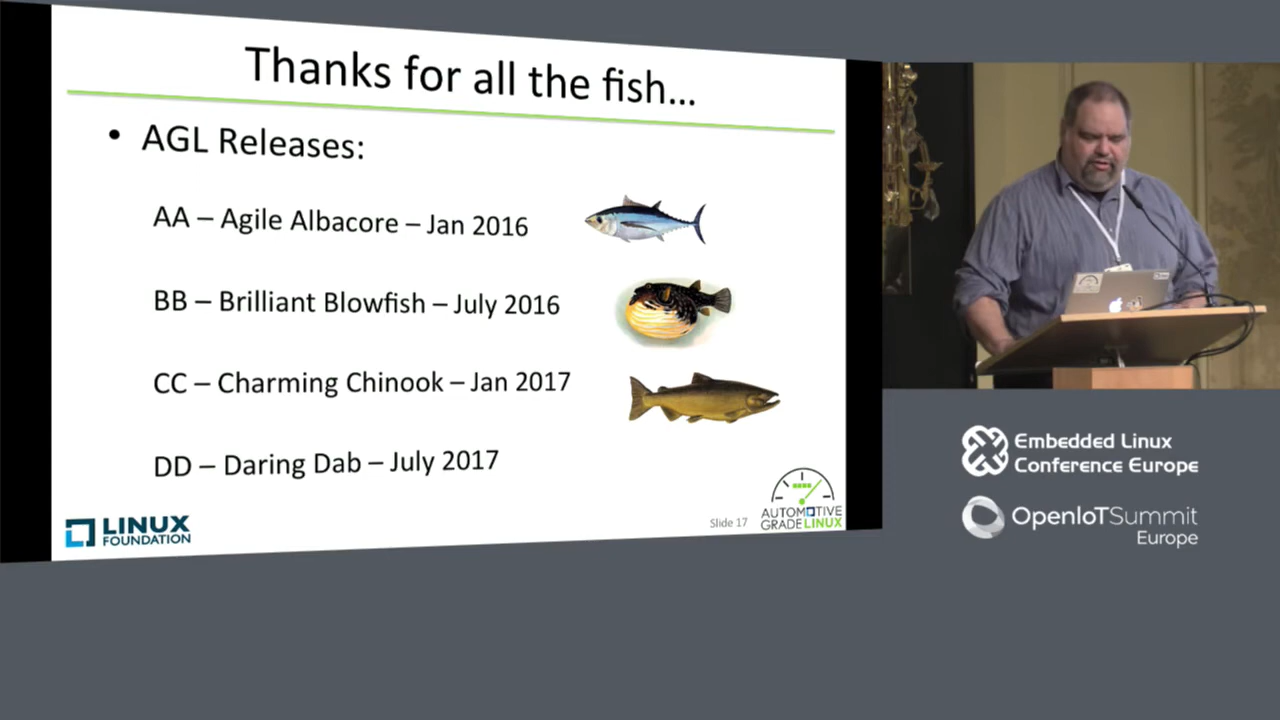 Thanks for all the fish...
• AGL Releases:
AA – Agile Albacore – Jan 2016
BB – Brilliant Blowfish – July 2016
CC – Charming Chinook – Jan 2017
DD – Daring Dab – July 2017
LINUX
FOUNDATION
Slide 17
AUTOMOTIVE
GRADELINUX
Embedded Linux
Conference Europe
OpenIoTSummit
Europe